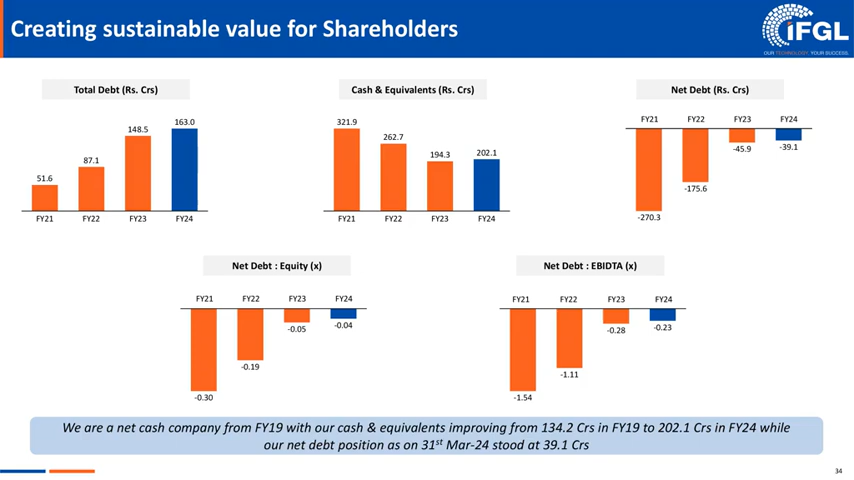 Creating sustainable value for Shareholders
IFGL
OUR TECHNOLOGY, YOUR SUCCESS.
Total Debt (Rs. Crs)
51.6
87.1
148.5
163.0
FY21 FY22 FY23 FY24
Cash & Equivalents (Rs. Crs)
321.9
262.7
194.3
202.1
FY21 FY22 FY23 FY24
Net Debt (Rs. Crs)
FY21 FY22 FY23 FY24
-270.3
-175.6
-45.9
-39.1
Net Debt : Equity (x)
FY21 FY22 FY23 FY24
-0.30
-0.19
-0.05
-0.04
Net Debt : EBIDTA (x)
FY21 FY22 FY23 FY24
-1.54
-1.11
-0.28
-0.23
We are a net cash company from FY19 with our cash & equivalents improving from 134.2 Crs in FY19 to 202.1 Crs in FY24 while
our net debt position as on 31st Mar-24 stood at 39.1 Crs
34